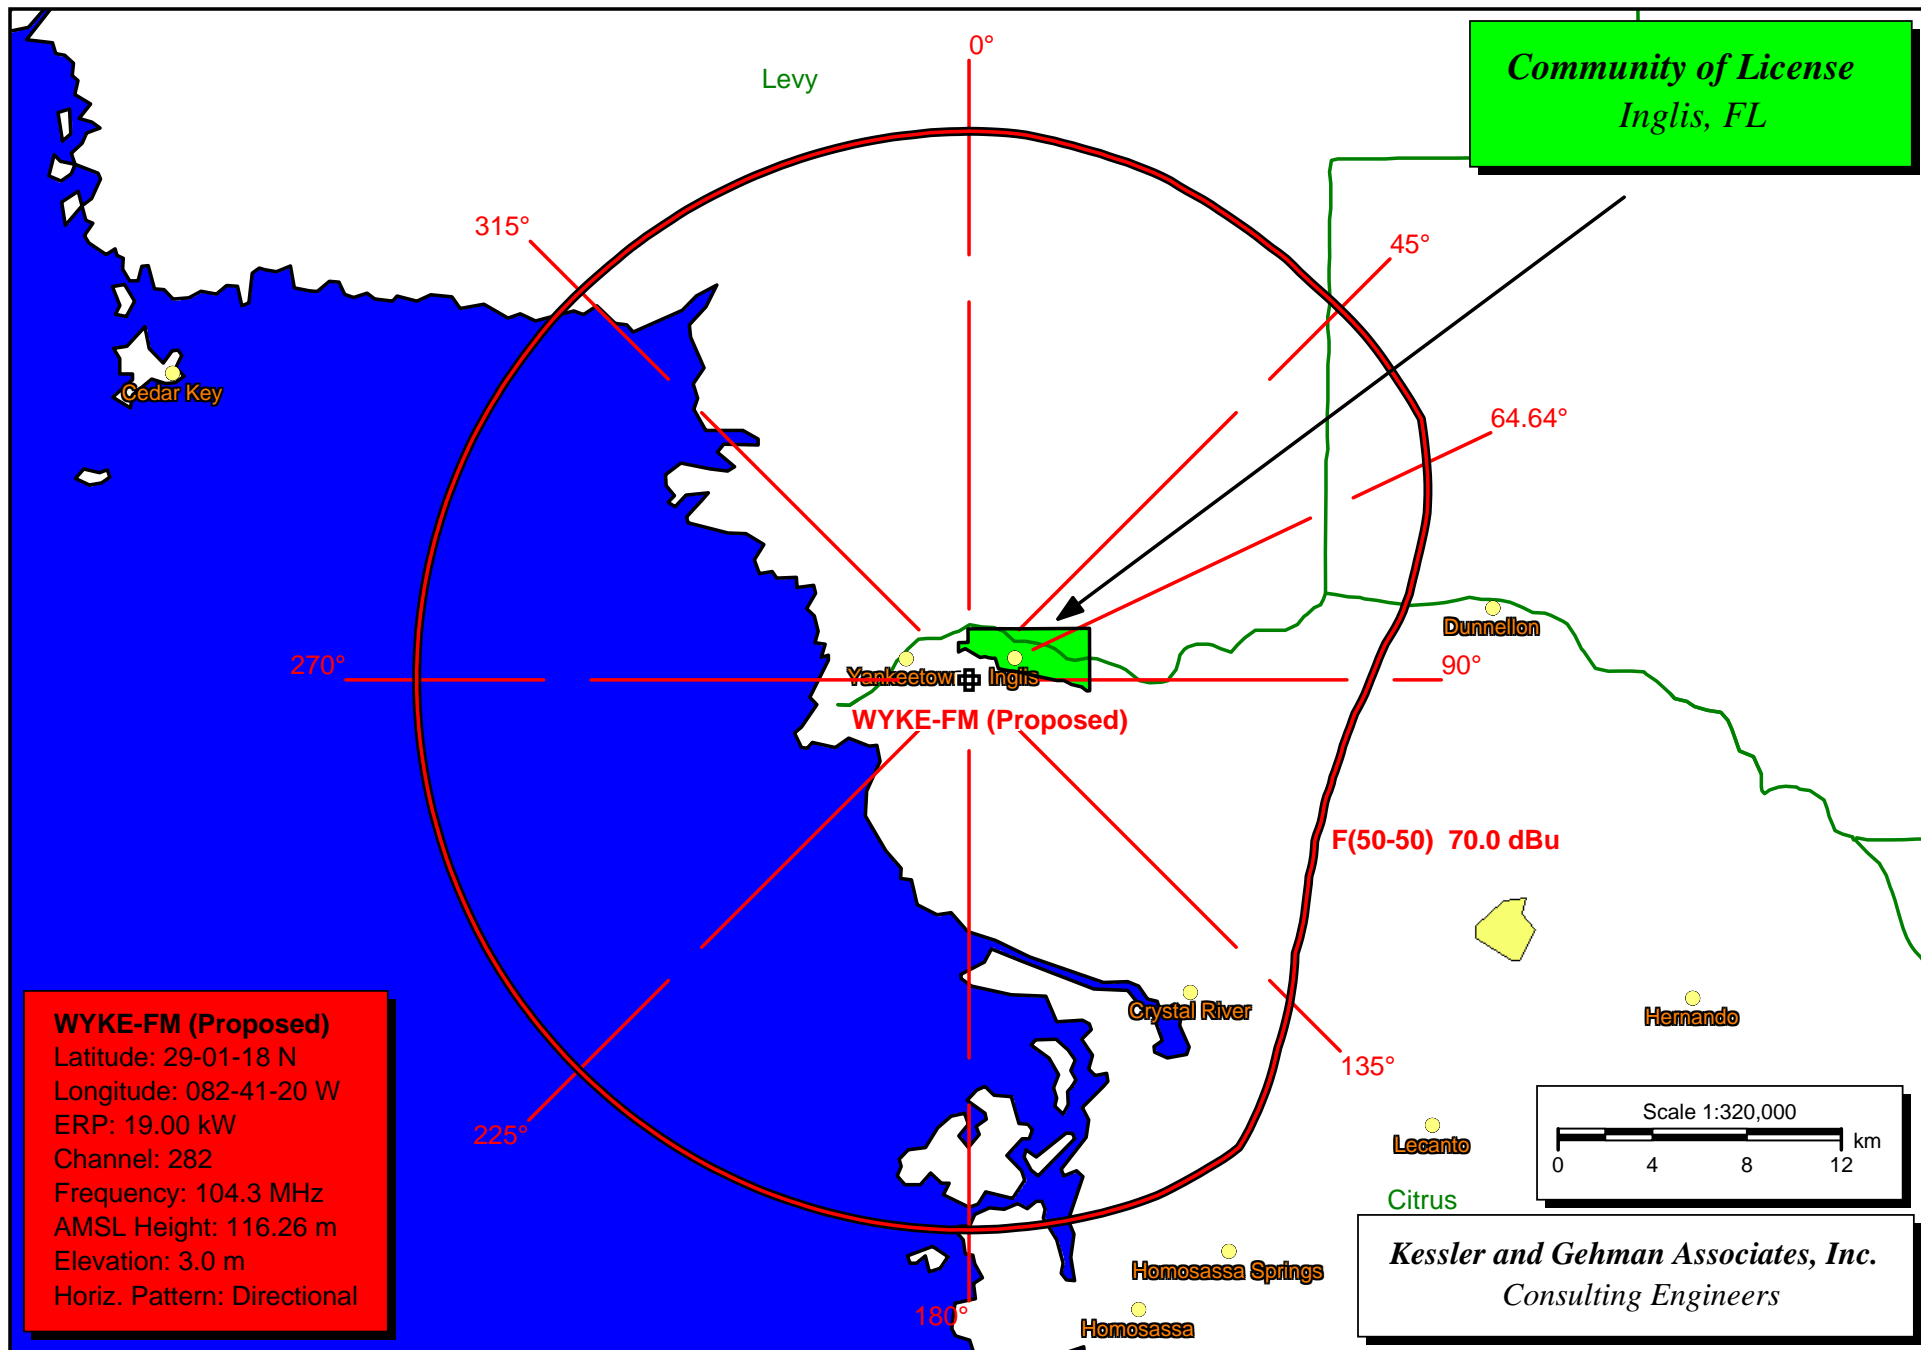 0°
Levy
Community of License
Inglis, FL
315°
45°
Cedar Key
64.64°
Dunnellon
270°
Yankeetown
Inglis
90°
WYKE-FM (Proposed)
F(50-50) 70.0 dBu
Crystal River
Hernando
135°
225°
WYKE-FM (Proposed)
Latitude: 29-01-18 N
Longitude: 082-41-20 W
ERP: 19.00 kW
Channel: 282
Frequency: 104.3 MHz
AMSL Height: 116.26 m
Elevation: 3.0 m
Horiz. Pattern: Directional
Scale 1:320,000
km
0 4 8 12
Lecanto
Citrus
Kessler and Gehman Associates, Inc.
Consulting Engineers
Homosassa Springs
180°
Homosassa